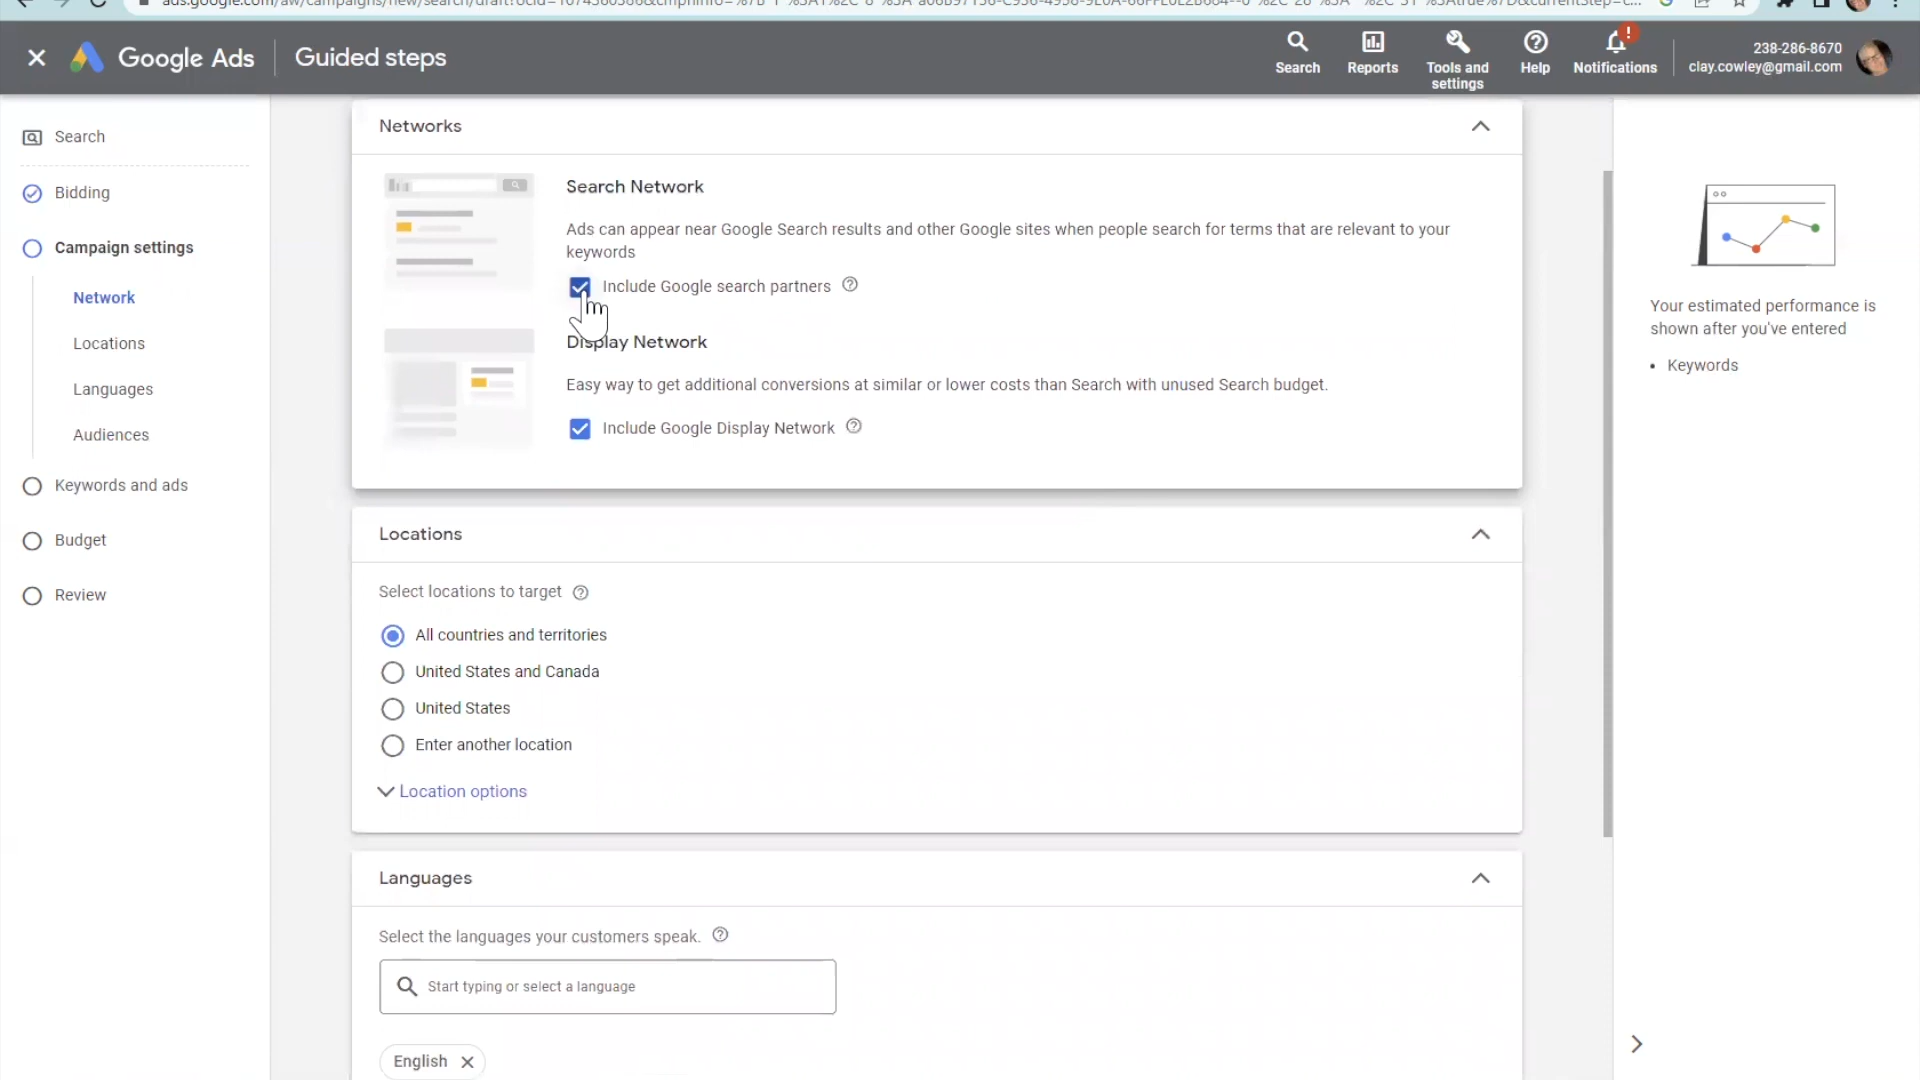 Google Ads
Guided steps
Search
Reports
Tools and
settings
Help
!
Notifications
238-286-8670
clay.cowley@gmail.com
Search
Bidding
Campaign settings
Network
Locations
Languages
Audiences
Keywords and ads
Budget
Review
Networks
Search Network
Ads can appear near Google Search results and other Google sites when people search for terms that are relevant to your
keywords
Include Google search partners
Display Network
Easy way to get additional conversions at similar or lower costs than Search with unused Search budget.
Include Google Display Network
Locations
Select locations to target
All countries and territories
United States and Canada
United States
Enter another location
Location options
Languages
Select the languages your customers speak.
Start typing or select a language
English
Your estimated performance is
shown after you've entered
• Keywords